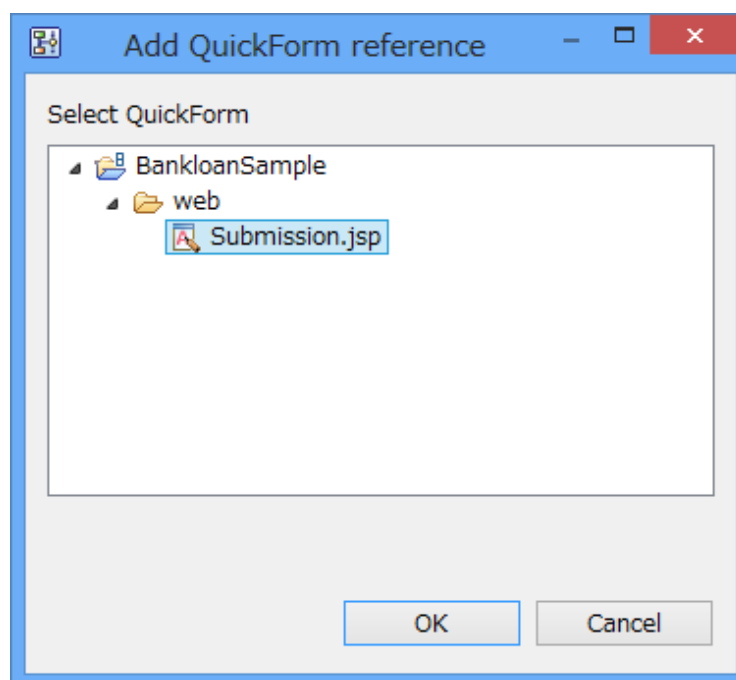 Add QuickForm reference
Select QuickForm
BankloanSample
web
Submission.jsp
OK Cancel